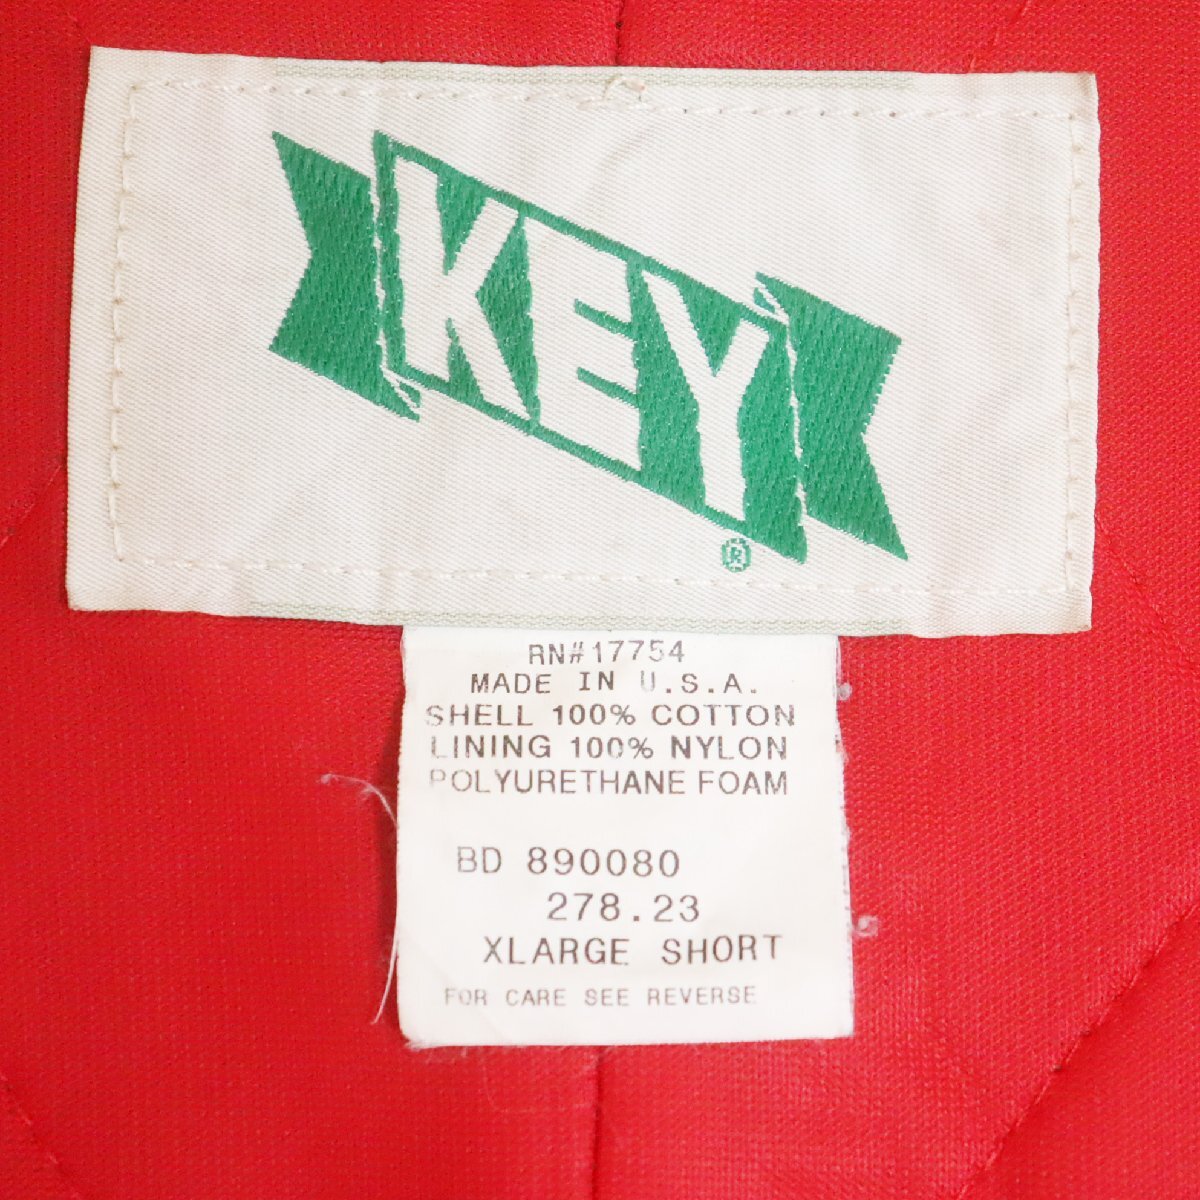 KEY
®
RN#17754
MADE IN U.S.A.
SHELL 100% COTTON
LINING 100% NYLON
POLYURETHANE FOAM
BD 890080
278.23
XLARGE SHORT
FOR CARE SEE REVERSE